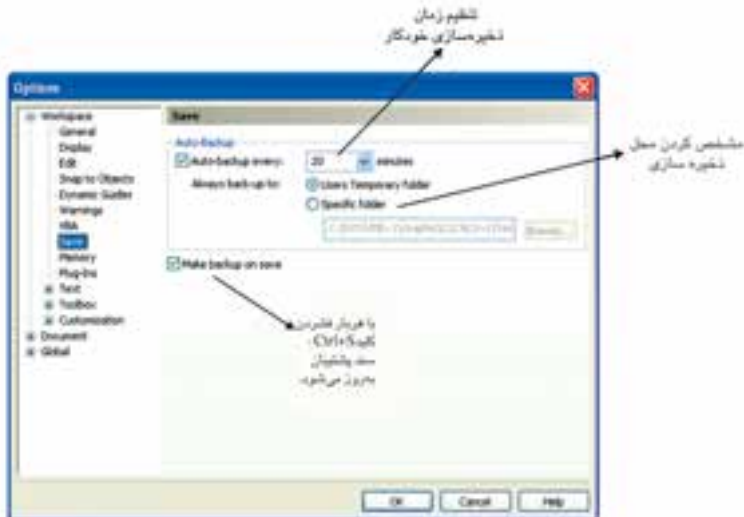 تنظیم زمان
ذخیره‌سازی خودکار
Options
Workspace
General
Display
Edit
Snap to Objects
Dynamic Guides
Warnings
VBA
Save
Memory
Plug-Ins
Text
Toolbox
Customization
Document
Global
Save
Auto-Backup
Auto-backup every: 20 minutes
Always back-up to: Users Temporary folder
Specific folder
Browse...
Make backup on save
مشخص کردن محل
ذخیره سازی
با هربار فشردن
کلید Ctrl+S
سند پشتیبان
به‌روز می‌شود.
OK Cancel Help